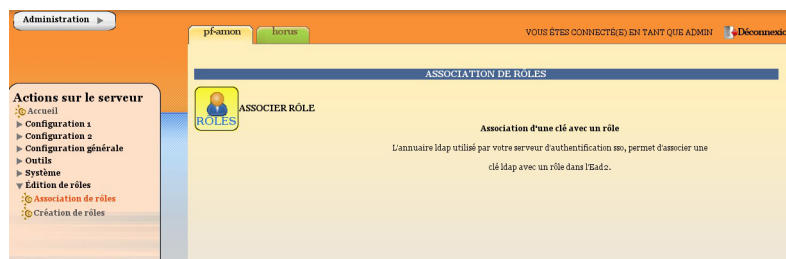 Administration
pf-amon
horus
VOUS ÊTES CONNECTÉ(E) EN TANT QUE ADMIN
Déconnexio
ASSOCIATION DE RÔLES
Actions sur le serveur
Accueil
Configuration 1
Configuration 2
Configuration générale
Outils
Système
Édition de rôles
Association de rôles
Création de rôles
RÔLES
ASSOCIER RÔLE
Association d'une clé avec un rôle
L'annuaire ldap utilisé par votre serveur d'authentification sso, permet d'associer une
clé ldap avec un rôle dans l'Ead2.